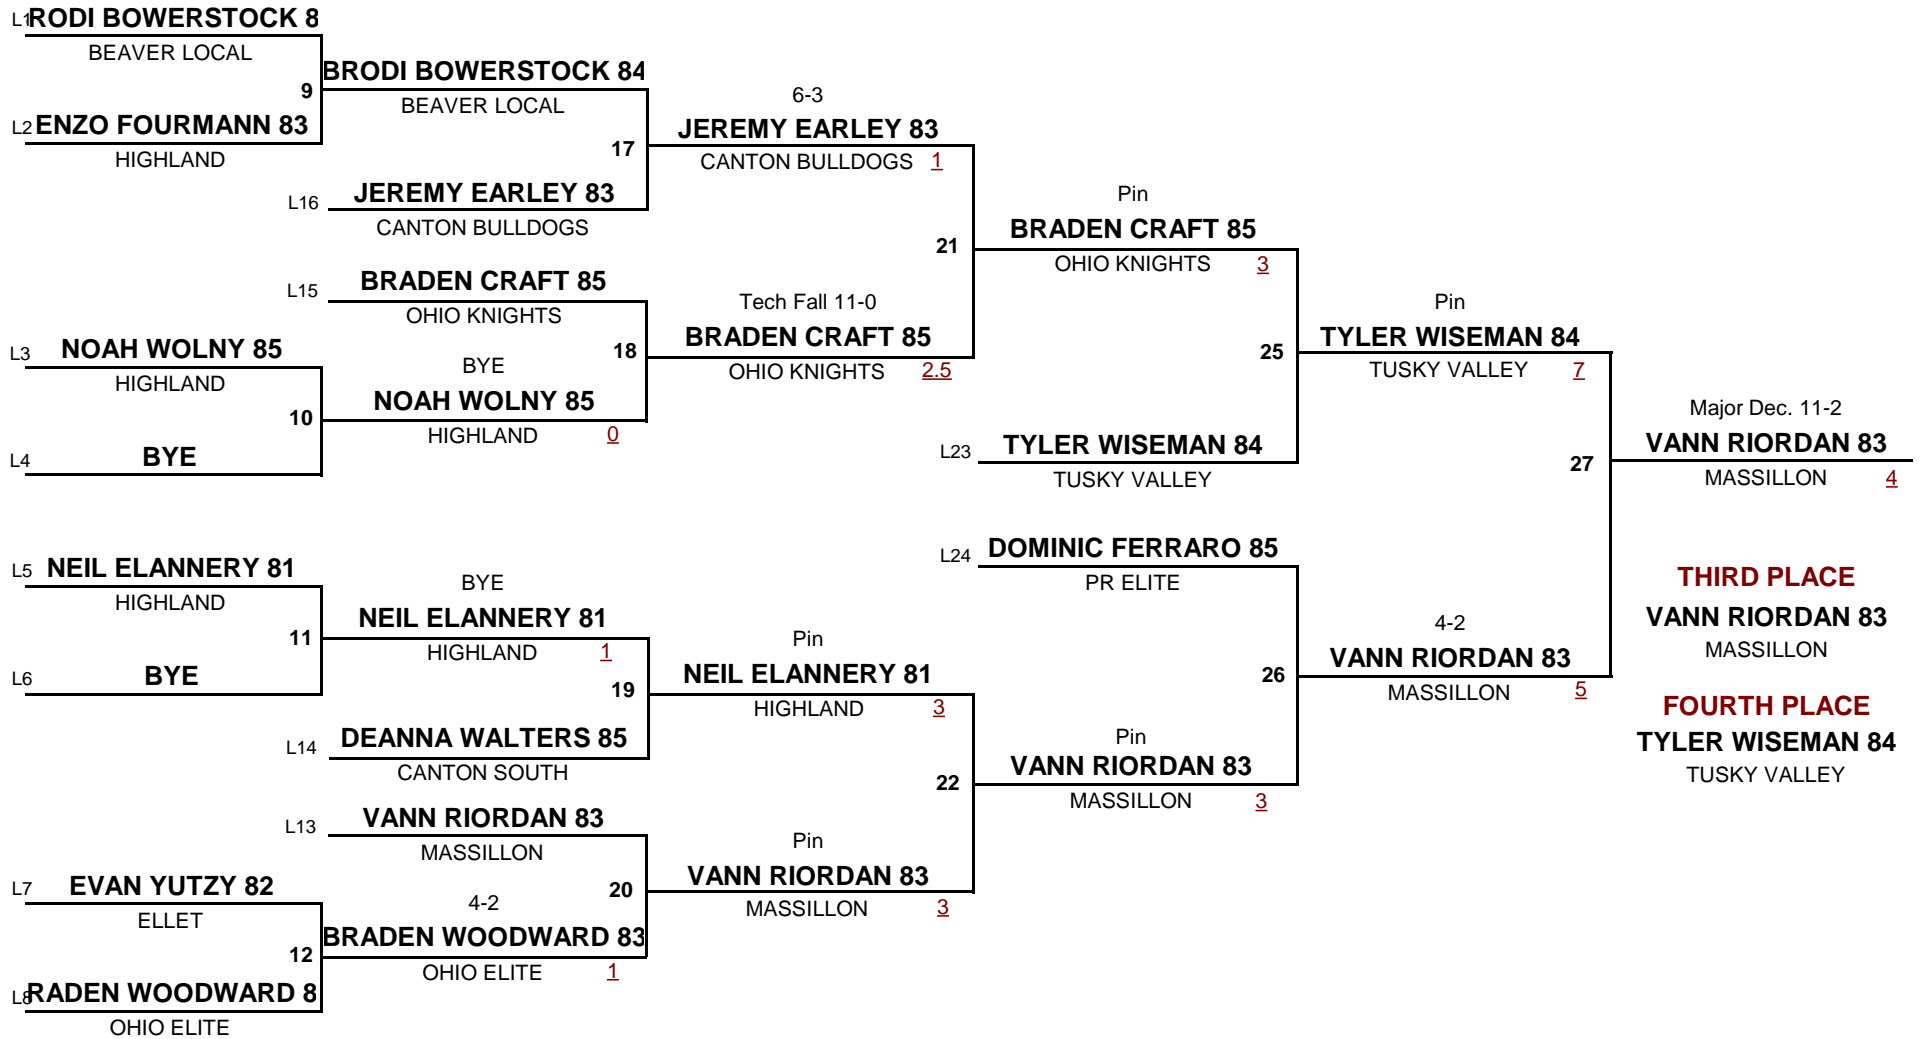 L1 RODI BOWERSTOCK 8
BEAVER LOCAL
9
L2 ENZO FOURMANN 83
HIGHLAND
BRODI BOWERSTOCK 84
BEAVER LOCAL
17
L16 JEREMY EARLEY 83
CANTON BULLDOGS
6-3
JEREMY EARLEY 83
CANTON BULLDOGS 1
21
L15 BRADEN CRAFT 85
OHIO KNIGHTS
18
L3 NOAH WOLNY 85
HIGHLAND
10
L4 BYE
BYE
NOAH WOLNY 85
HIGHLAND 0
Tech Fall 11-0
BRADEN CRAFT 85
OHIO KNIGHTS 2.5
Pin
BRADEN CRAFT 85
OHIO KNIGHTS 3
25
L23 TYLER WISEMAN 84
TUSKY VALLEY
Pin
TYLER WISEMAN 84
TUSKY VALLEY 7
27
Major Dec. 11-2
VANN RIORDAN 83
MASSILLON 4
L5 NEIL ELANNERY 81
HIGHLAND
11
L6 BYE
BYE
NEIL ELANNERY 81
HIGHLAND 1
19
L14 DEANNA WALTERS 85
CANTON SOUTH
Pin
NEIL ELANNERY 81
HIGHLAND 3
22
L13 VANN RIORDAN 83
MASSILLON
20
L7 EVAN YUTZY 82
ELLET
12
L8 RADEN WOODWARD 8
OHIO ELITE
4-2
BRADEN WOODWARD 83
OHIO ELITE 1
Pin
VANN RIORDAN 83
MASSILLON 3
Pin
VANN RIORDAN 83
MASSILLON 3
L24 DOMINIC FERRARO 85
PR ELITE
26
4-2
VANN RIORDAN 83
MASSILLON 5
THIRD PLACE
VANN RIORDAN 83
MASSILLON
FOURTH PLACE
TYLER WISEMAN 84
TUSKY VALLEY